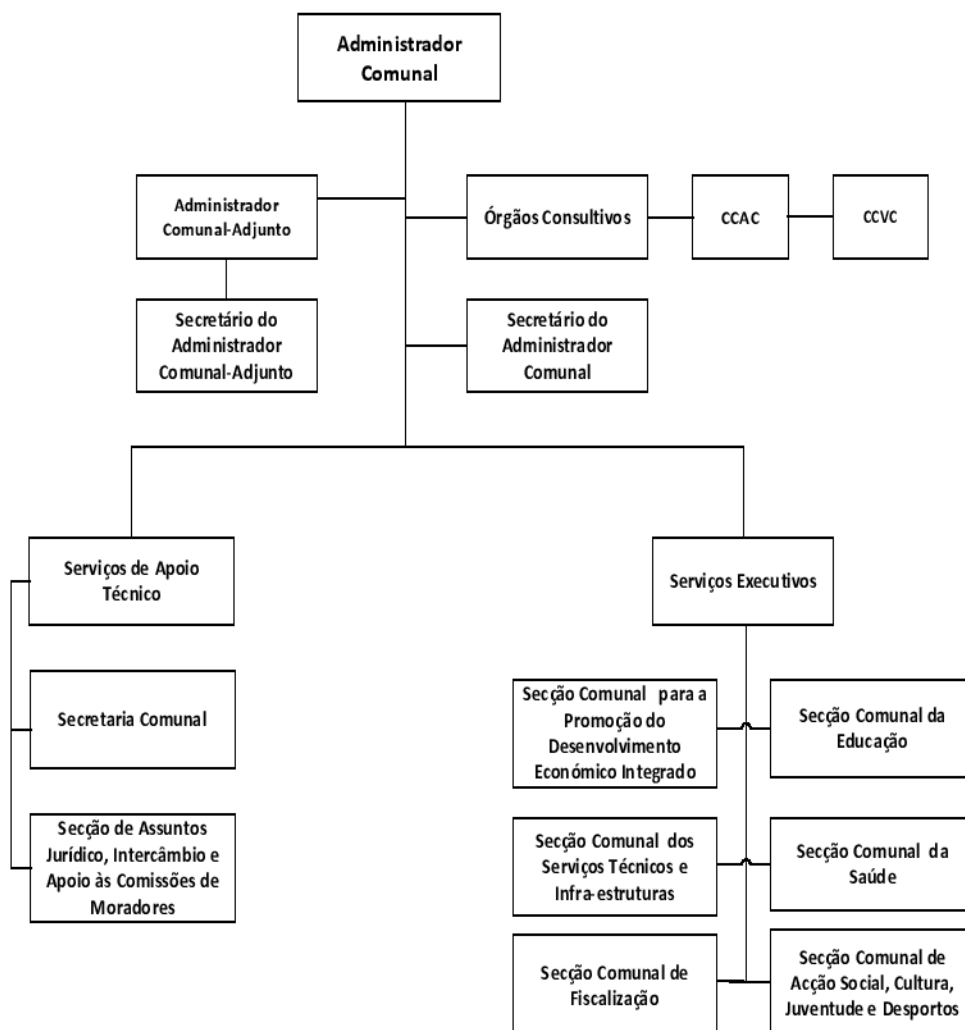 Administrador
Comunal
Administrador
Comunal-Adjunto
Órgãos Consultivos
CCAC
CCVC
Secretário do
Administrador
Comunal-Adjunto
Secretário do
Administrador
Comunal
Serviços de Apoio
Técnico
Serviços Executivos
Secretaria Comunal
Secção de Assuntos
Jurídico, Intercâmbio e
Apoio às Comissões de
Moradores
Secção Comunal para a
Promoção do
Desenvolvimento
Económico Integrado
Secção Comunal da
Educação
Secção Comunal dos
Serviços Técnicos e
Infra-estruturas
Secção Comunal da
Saúde
Secção Comunal de
Fiscalização
Secção Comunal de
Acção Social, Cultura,
Juventude e Desportos